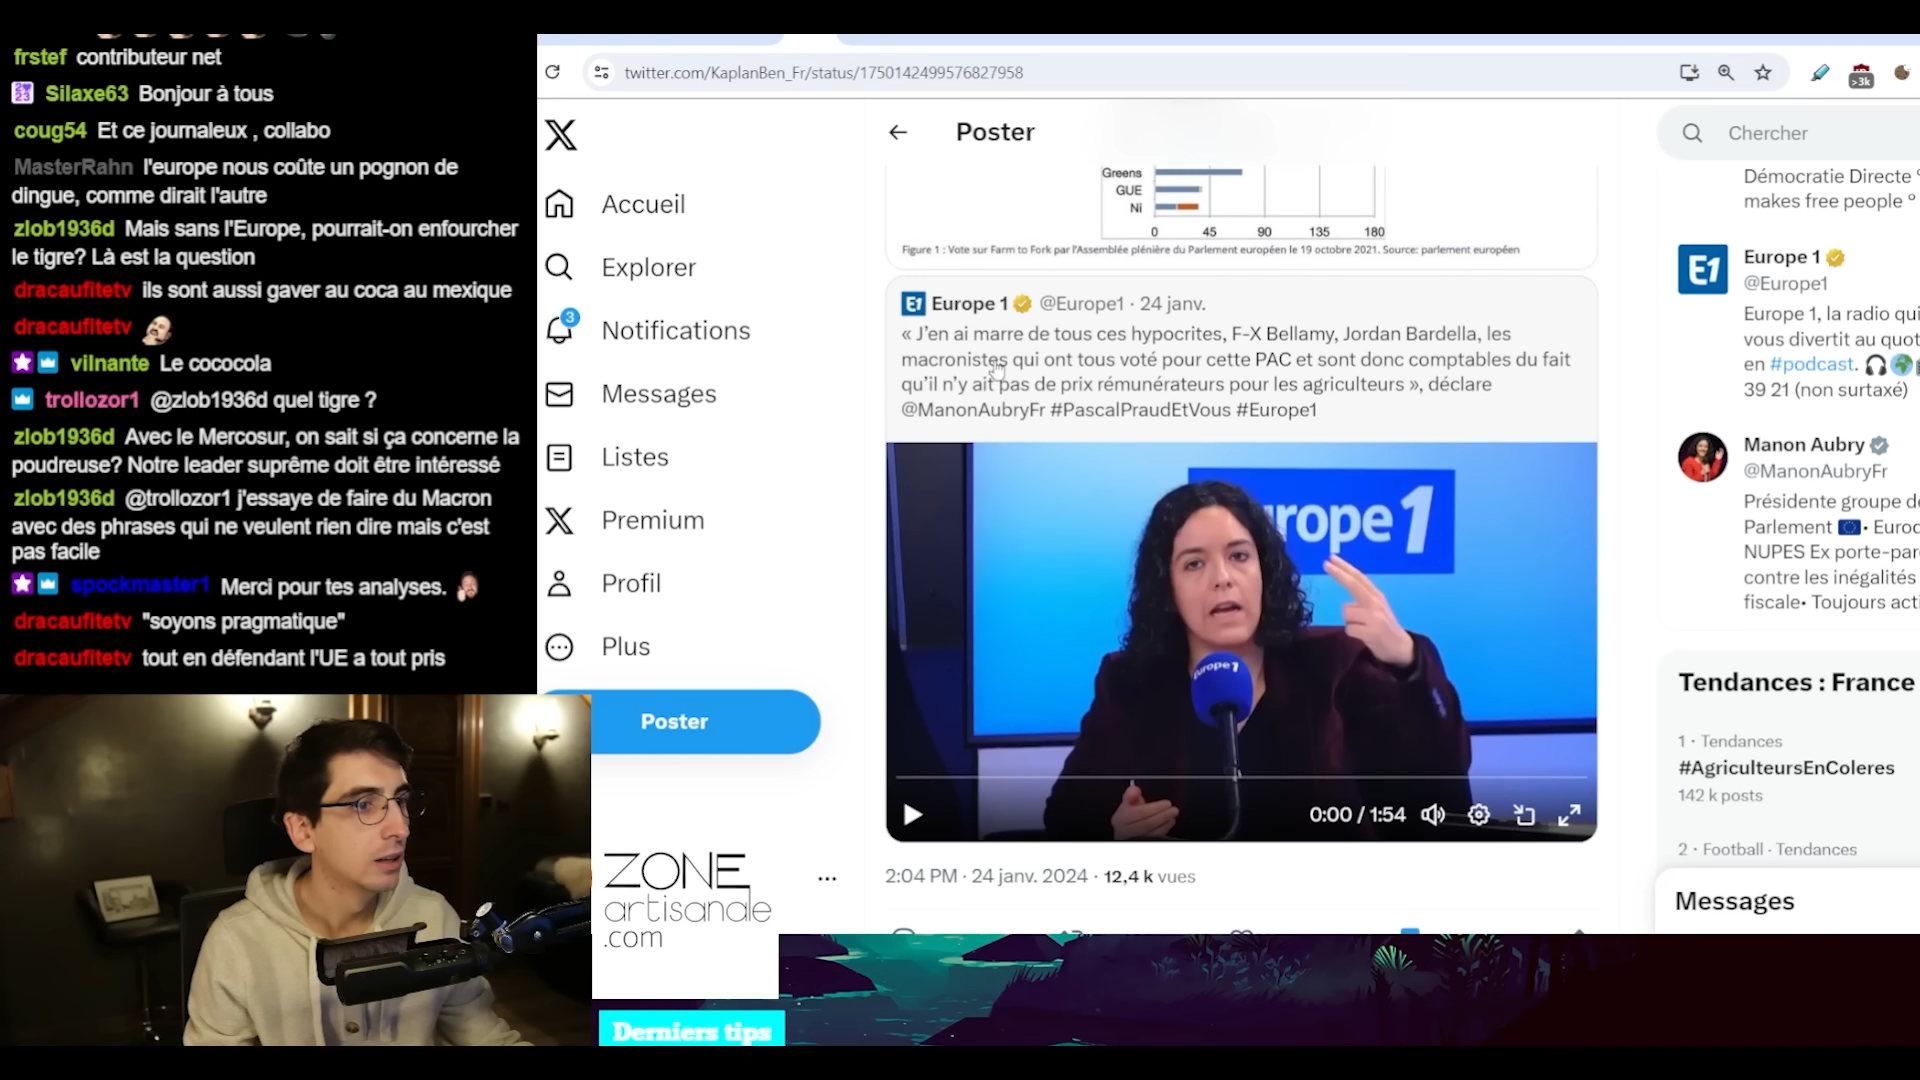 frstef contributeur net
Silaxe63 Bonjour à tous
coug54 Et ce journaleux , collabo
MasterRahn l'europe nous coûte un pognon de
dingue, comme dirait l'autre
zlob1936d Mais sans l'Europe, pourrait-on enfourcher
le tigre? Là est la question
dracaufitetv ils sont aussi gaver au coca au mexique
dracaufitetv
vilnante Le cococola
trollozor1 @zlob1936d quel tigre ?
zlob1936d Avec le Mercosur, on sait si ça concerne la
poudreuse? Notre leader suprême doit être intéressé
zlob1936d @trollozor1 j'essaye de faire du Macron
avec des phrases qui ne veulent rien dire mais c'est
pas facile
spockmaster1 Merci pour tes analyses.
dracaufitetv "soyons pragmatique"
dracaufitetv tout en défendant l'UE a tout pris
twitter.com/KaplanBen_Fr/status/1750142499576827958
>3k
Accueil
Explorer
3
Notifications
Messages
Listes
Premium
Profil
Plus
Poster
ZONE
artisanale
.com
Derniers tips
Poster
Greens
GUE
Ni
0 45 90 135 180
Figure 1 : Vote sur Farm to Fork par l'Assemblée plénière du Parlement européen le 19 octobre 2021. Source: parlement européen
E1 Europe 1 @Europe1 · 24 janv.
« J'en ai marre de tous ces hypocrites, F-X Bellamy, Jordan Bardella, les
macronistes qui ont tous voté pour cette PAC et sont donc comptables du fait
qu'il n'y ait pas de prix rémunérateurs pour les agriculteurs », déclare
@ManonAubryFr #PascalPraudEtVous #Europe1
urope 1
europe1
0:00 / 1:54
2:04 PM · 24 janv. 2024 · 12,4 k vues
Chercher
Démocratie Directe °
makes free people °
E1
Europe 1
@Europe1
Europe 1, la radio qui
vous divertit au quot
en #podcast.
39 21 (non surtaxé)
Manon Aubry
@ManonAubryFr
Présidente groupe de
Parlement • Euroc
NUPES Ex porte-par
contre les inégalités
fiscale• Toujours acti
Tendances : France
1 · Tendances
#AgriculteursEnColeres
142 k posts
2 · Football · Tendances
Messages